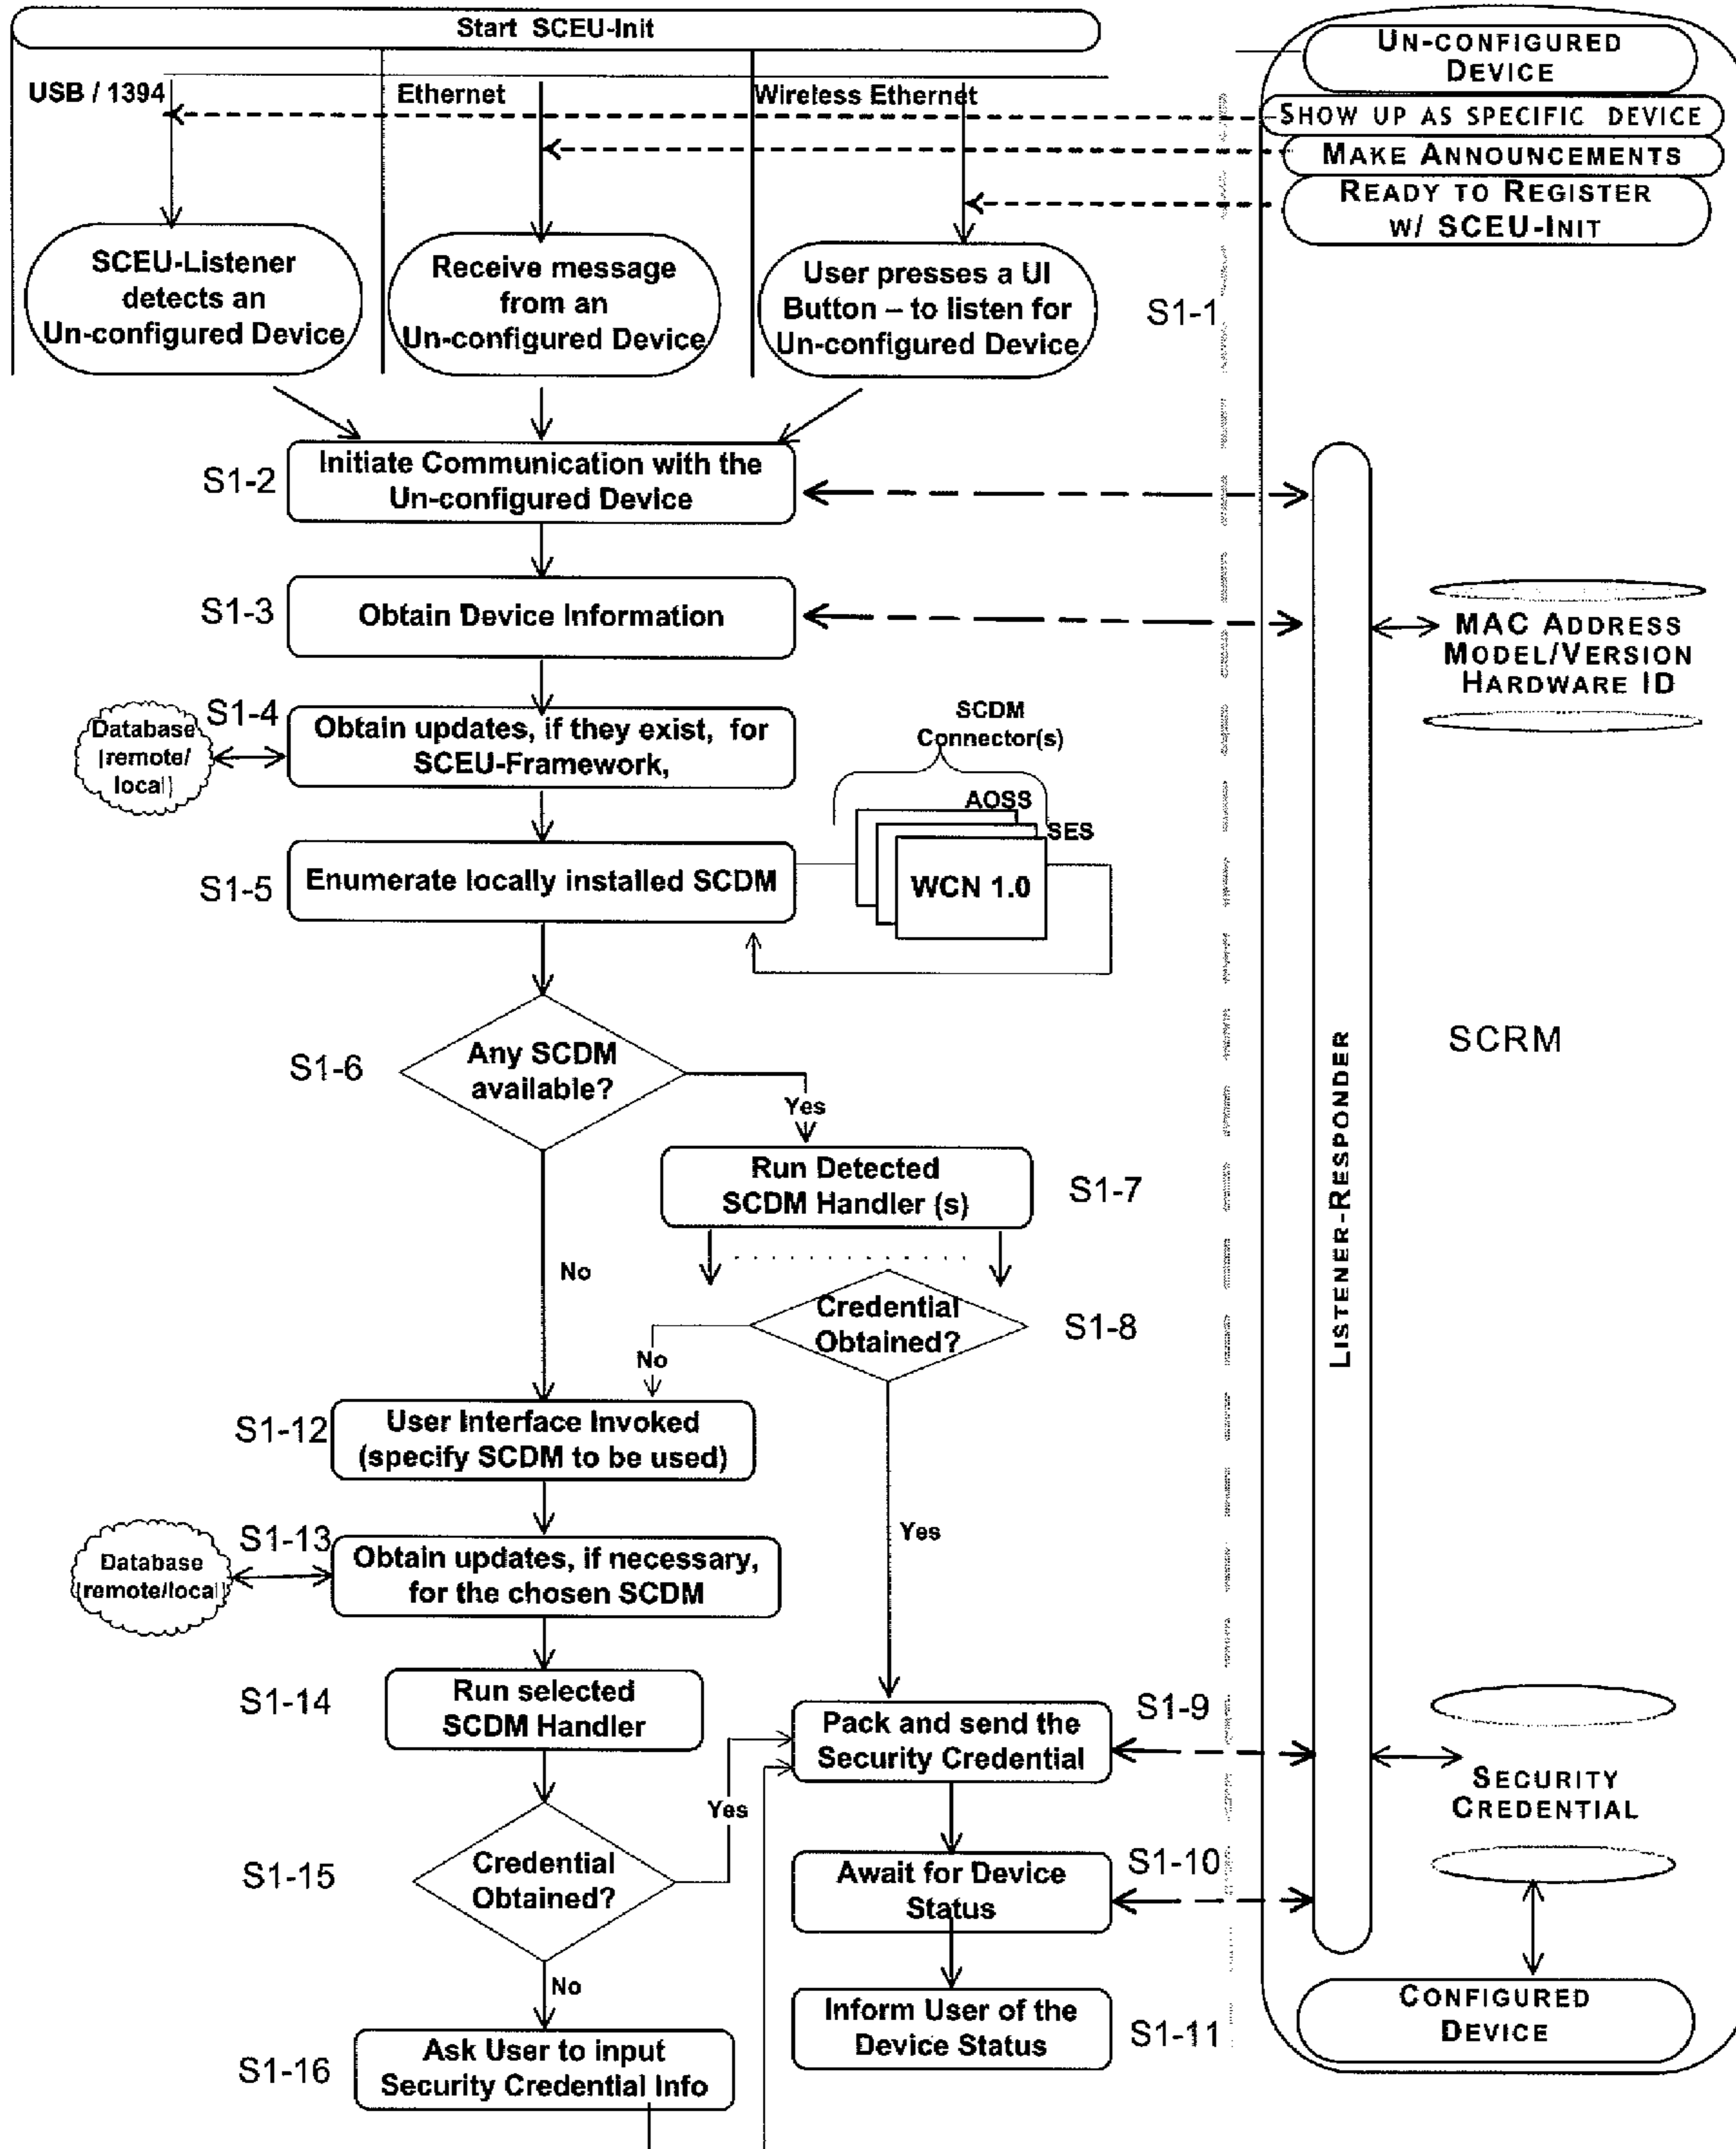 Start SCEU-Init
USB / 1394
Ethernet
Wireless Ethernet
UN-CONFIGURED
DEVICE
SHOW UP AS SPECIFIC DEVICE
MAKE ANNOUNCEMENTS
READY TO REGISTER
W/ SCEU-INIT
SCEU-Listener
detects an
Un-configured Device
Receive message
from an
Un-configured Device
User presses a UI
Button – to listen for
Un-configured Device
S1-1
S1-2
Initiate Communication with the
Un-configured Device
S1-3
Obtain Device Information
MAC ADDRESS
MODEL/VERSION
HARDWARE ID
S1-4
Database
(remote/
local)
Obtain updates, if they exist, for
SCEU-Framework,
SCDM
Connector(s)
AOSS
SES
WCN 1.0
S1-5
Enumerate locally installed SCDM
S1-6
Any SCDM
available?
Yes
No
Run Detected
SCDM Handler (s)
S1-7
Credential
Obtained?
S1-8
No
Yes
LISTENER-RESPONDER
SCRM
S1-12
User Interface Invoked
(specify SCDM to be used)
S1-13
Database
(remote/local)
Obtain updates, if necessary,
for the chosen SCDM
S1-14
Run selected
SCDM Handler
Pack and send the
Security Credential
S1-9
SECURITY
CREDENTIAL
S1-15
Credential
Obtained?
Yes
No
Await for Device
Status
S1-10
Inform User of the
Device Status
S1-11
CONFIGURED
DEVICE
S1-16
Ask User to input
Security Credential Info